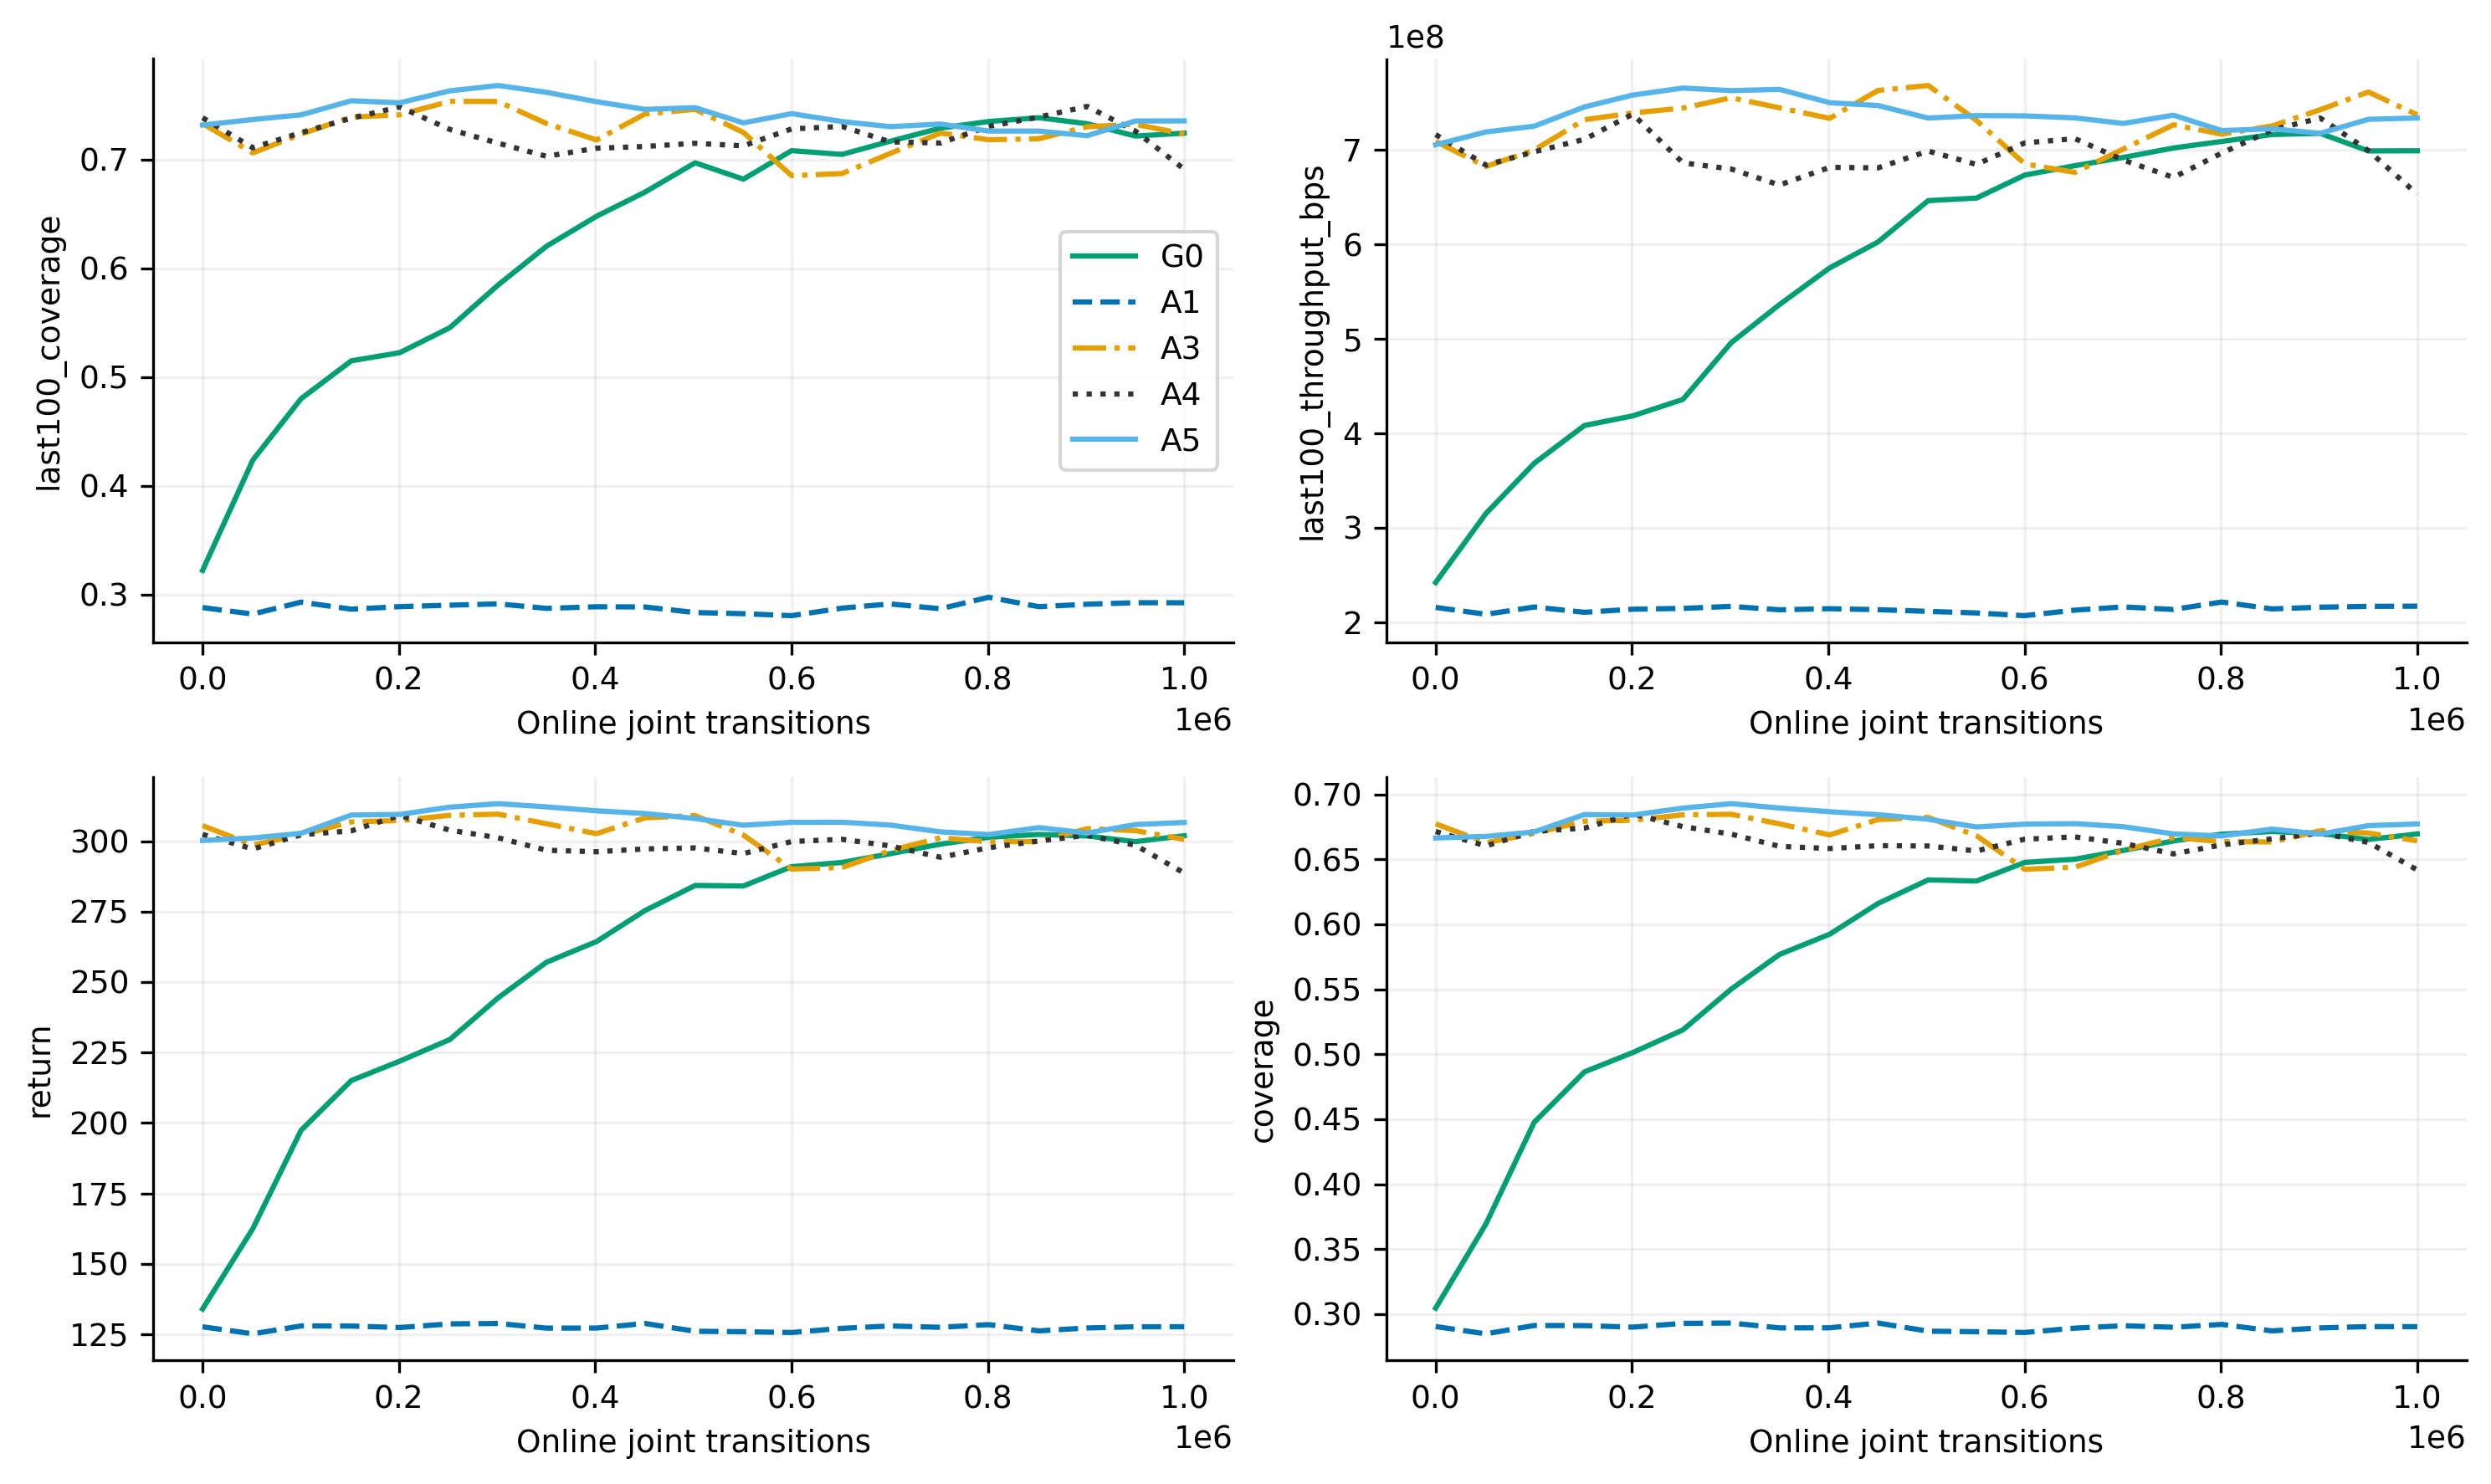 last100_coverage
0.7
0.6
0.5
0.4
0.3
G0
A1
A3
A4
A5
0.0 0.2 0.4 0.6 0.8 1.0
Online joint transitions
1e6
1e8
last100_throughput_bps
7
6
5
4
3
2
0.0 0.2 0.4 0.6 0.8 1.0
Online joint transitions
1e6
return
300
275
250
225
200
175
150
125
0.0 0.2 0.4 0.6 0.8 1.0
Online joint transitions
1e6
coverage
0.70
0.65
0.60
0.55
0.50
0.45
0.40
0.35
0.30
0.0 0.2 0.4 0.6 0.8 1.0
Online joint transitions
1e6